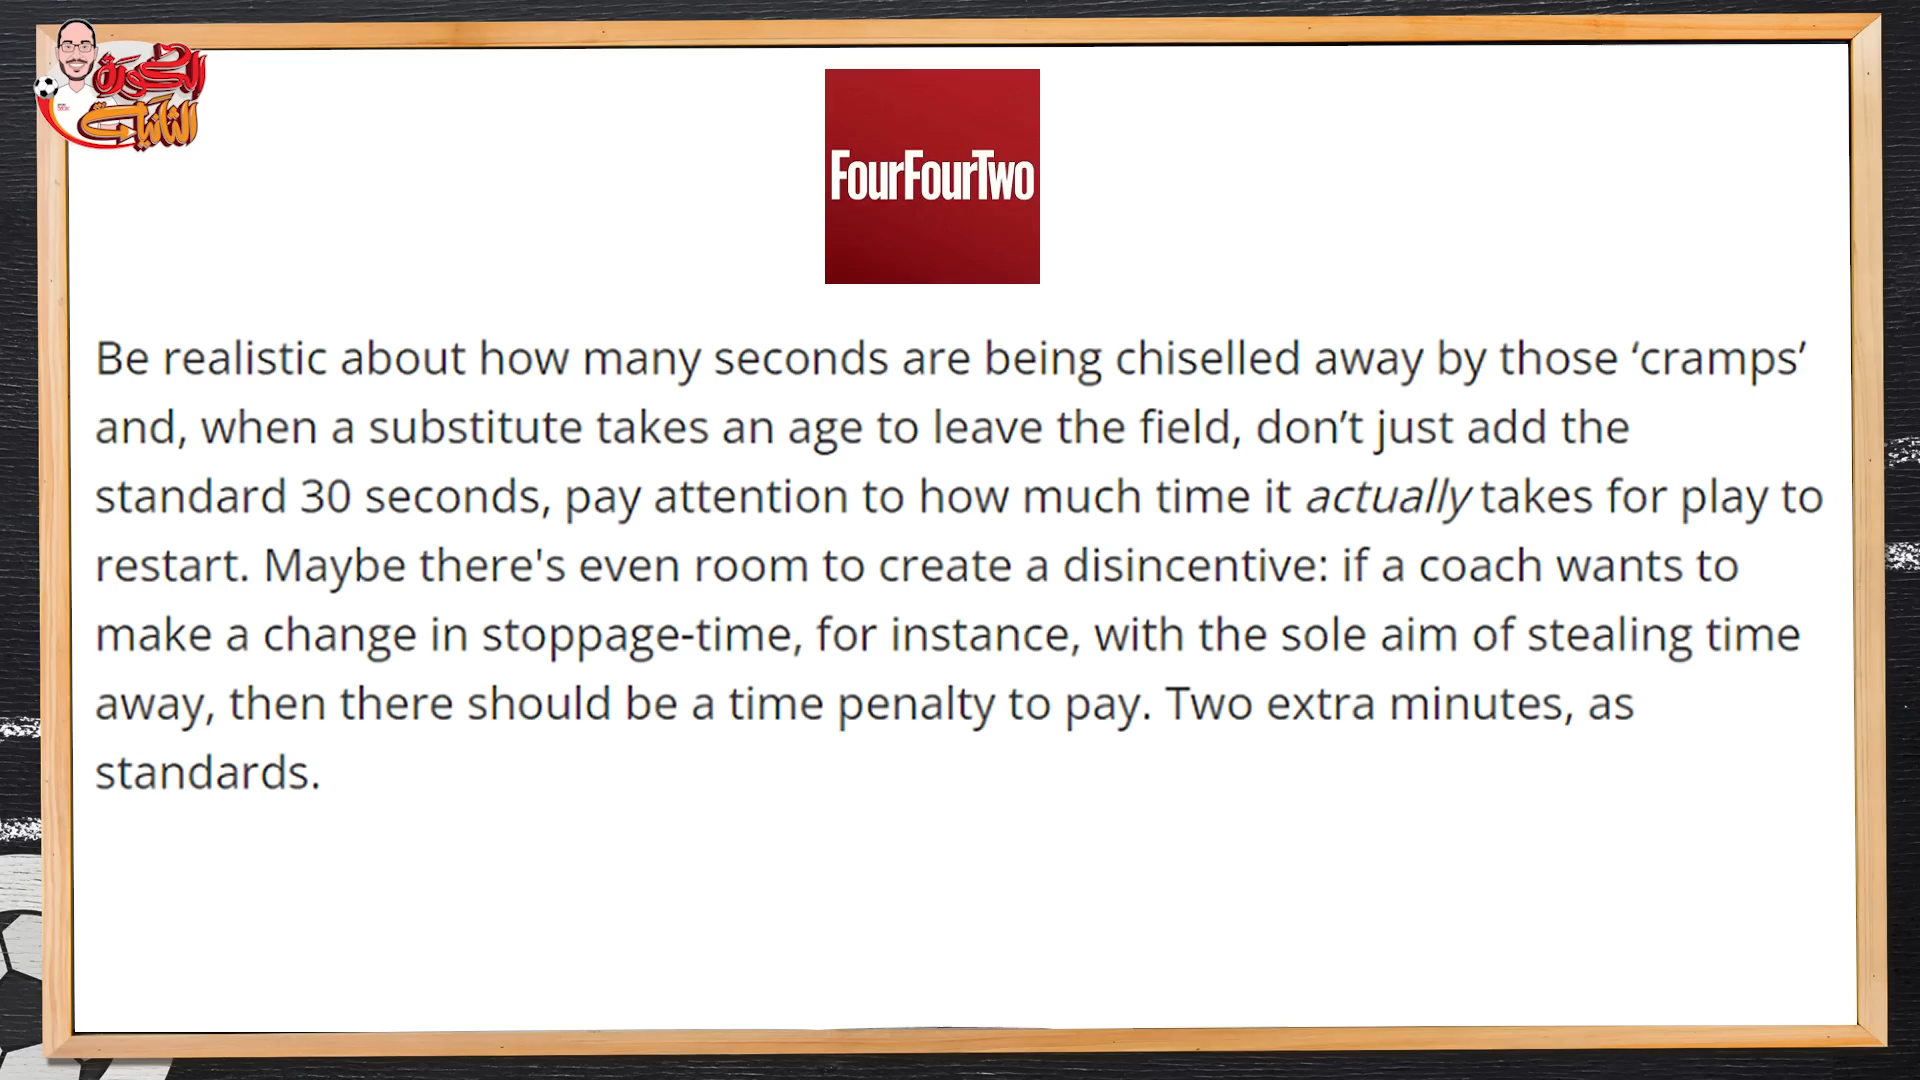 الكورة
الثانية
FourFourTwo
Be realistic about how many seconds are being chiselled away by those ‘cramps’
and, when a substitute takes an age to leave the field, don’t just add the
standard 30 seconds, pay attention to how much time it actually takes for play to
restart. Maybe there's even room to create a disincentive: if a coach wants to
make a change in stoppage-time, for instance, with the sole aim of stealing time
away, then there should be a time penalty to pay. Two extra minutes, as
standards.